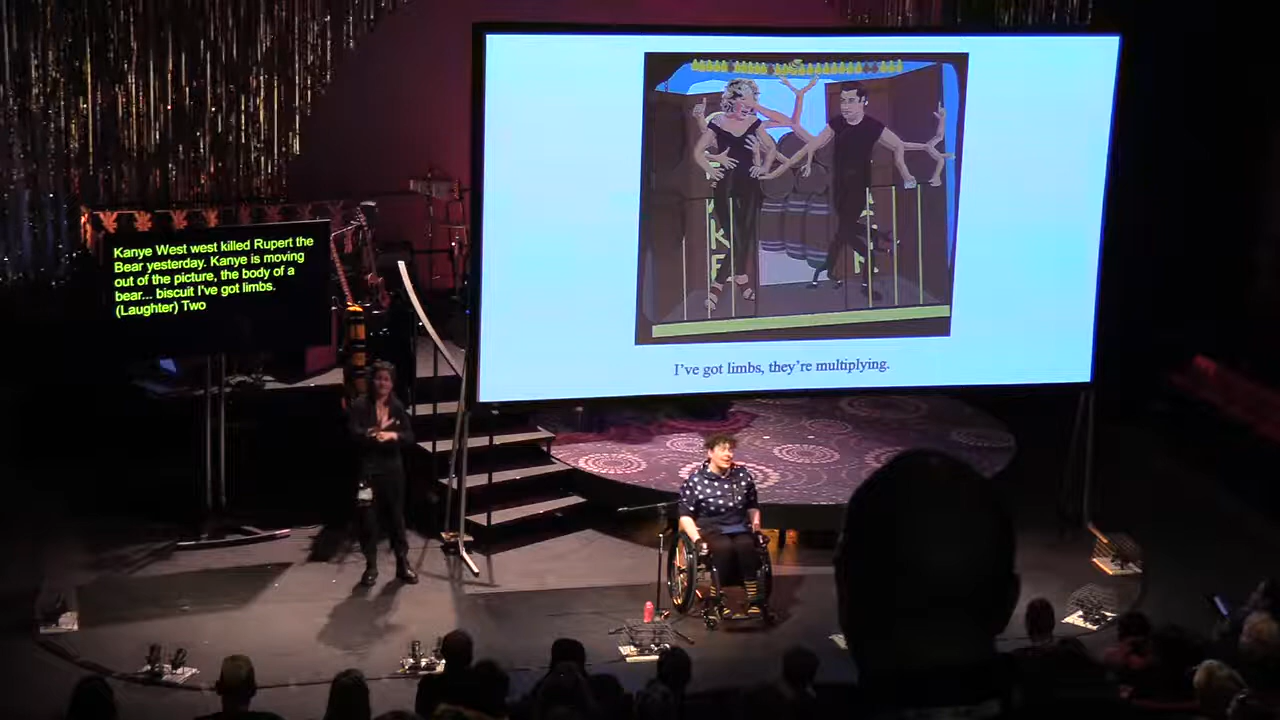 Kanye West west killed Rupert the
Bear yesterday. Kanye is moving
out of the picture, the body of a
bear... biscuit I've got limbs.
(Laughter) Two
I've got limbs, they're multiplying.